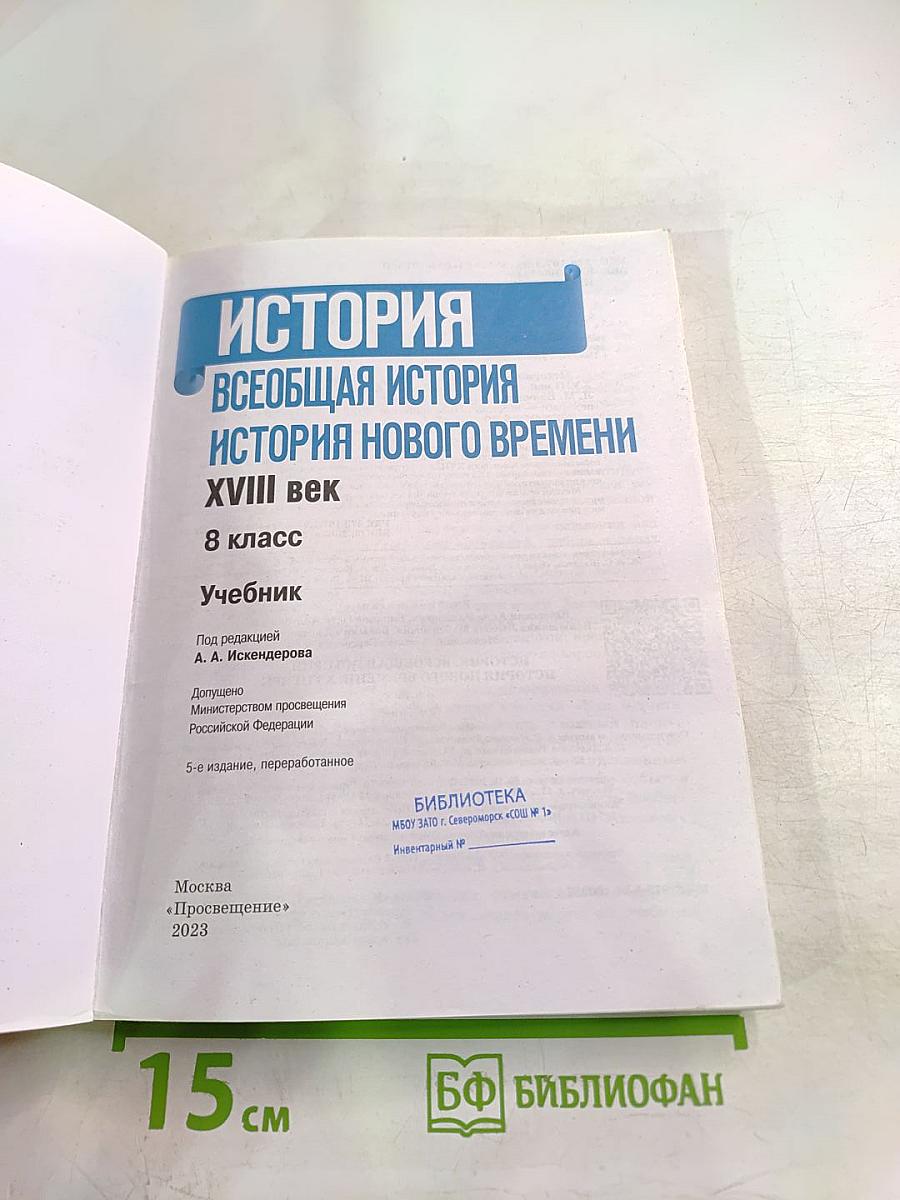 ИСТОРИЯ
ВСЕОБЩАЯ ИСТОРИЯ
ИСТОРИЯ НОВОГО ВРЕМЕНИ
XVIII век
8 класс
Учебник
Под редакцией
А. А. Искендерова
Допущено
Министерством просвещения
Российской Федерации
5-е издание, переработанное
БИБЛИОТЕКА
МБОУ ЗАТО г. Североморск «СОШ № 1»
Инвентарный №
Москва
«Просвещение»
2023
15 см
БФ БИБЛИОФАН